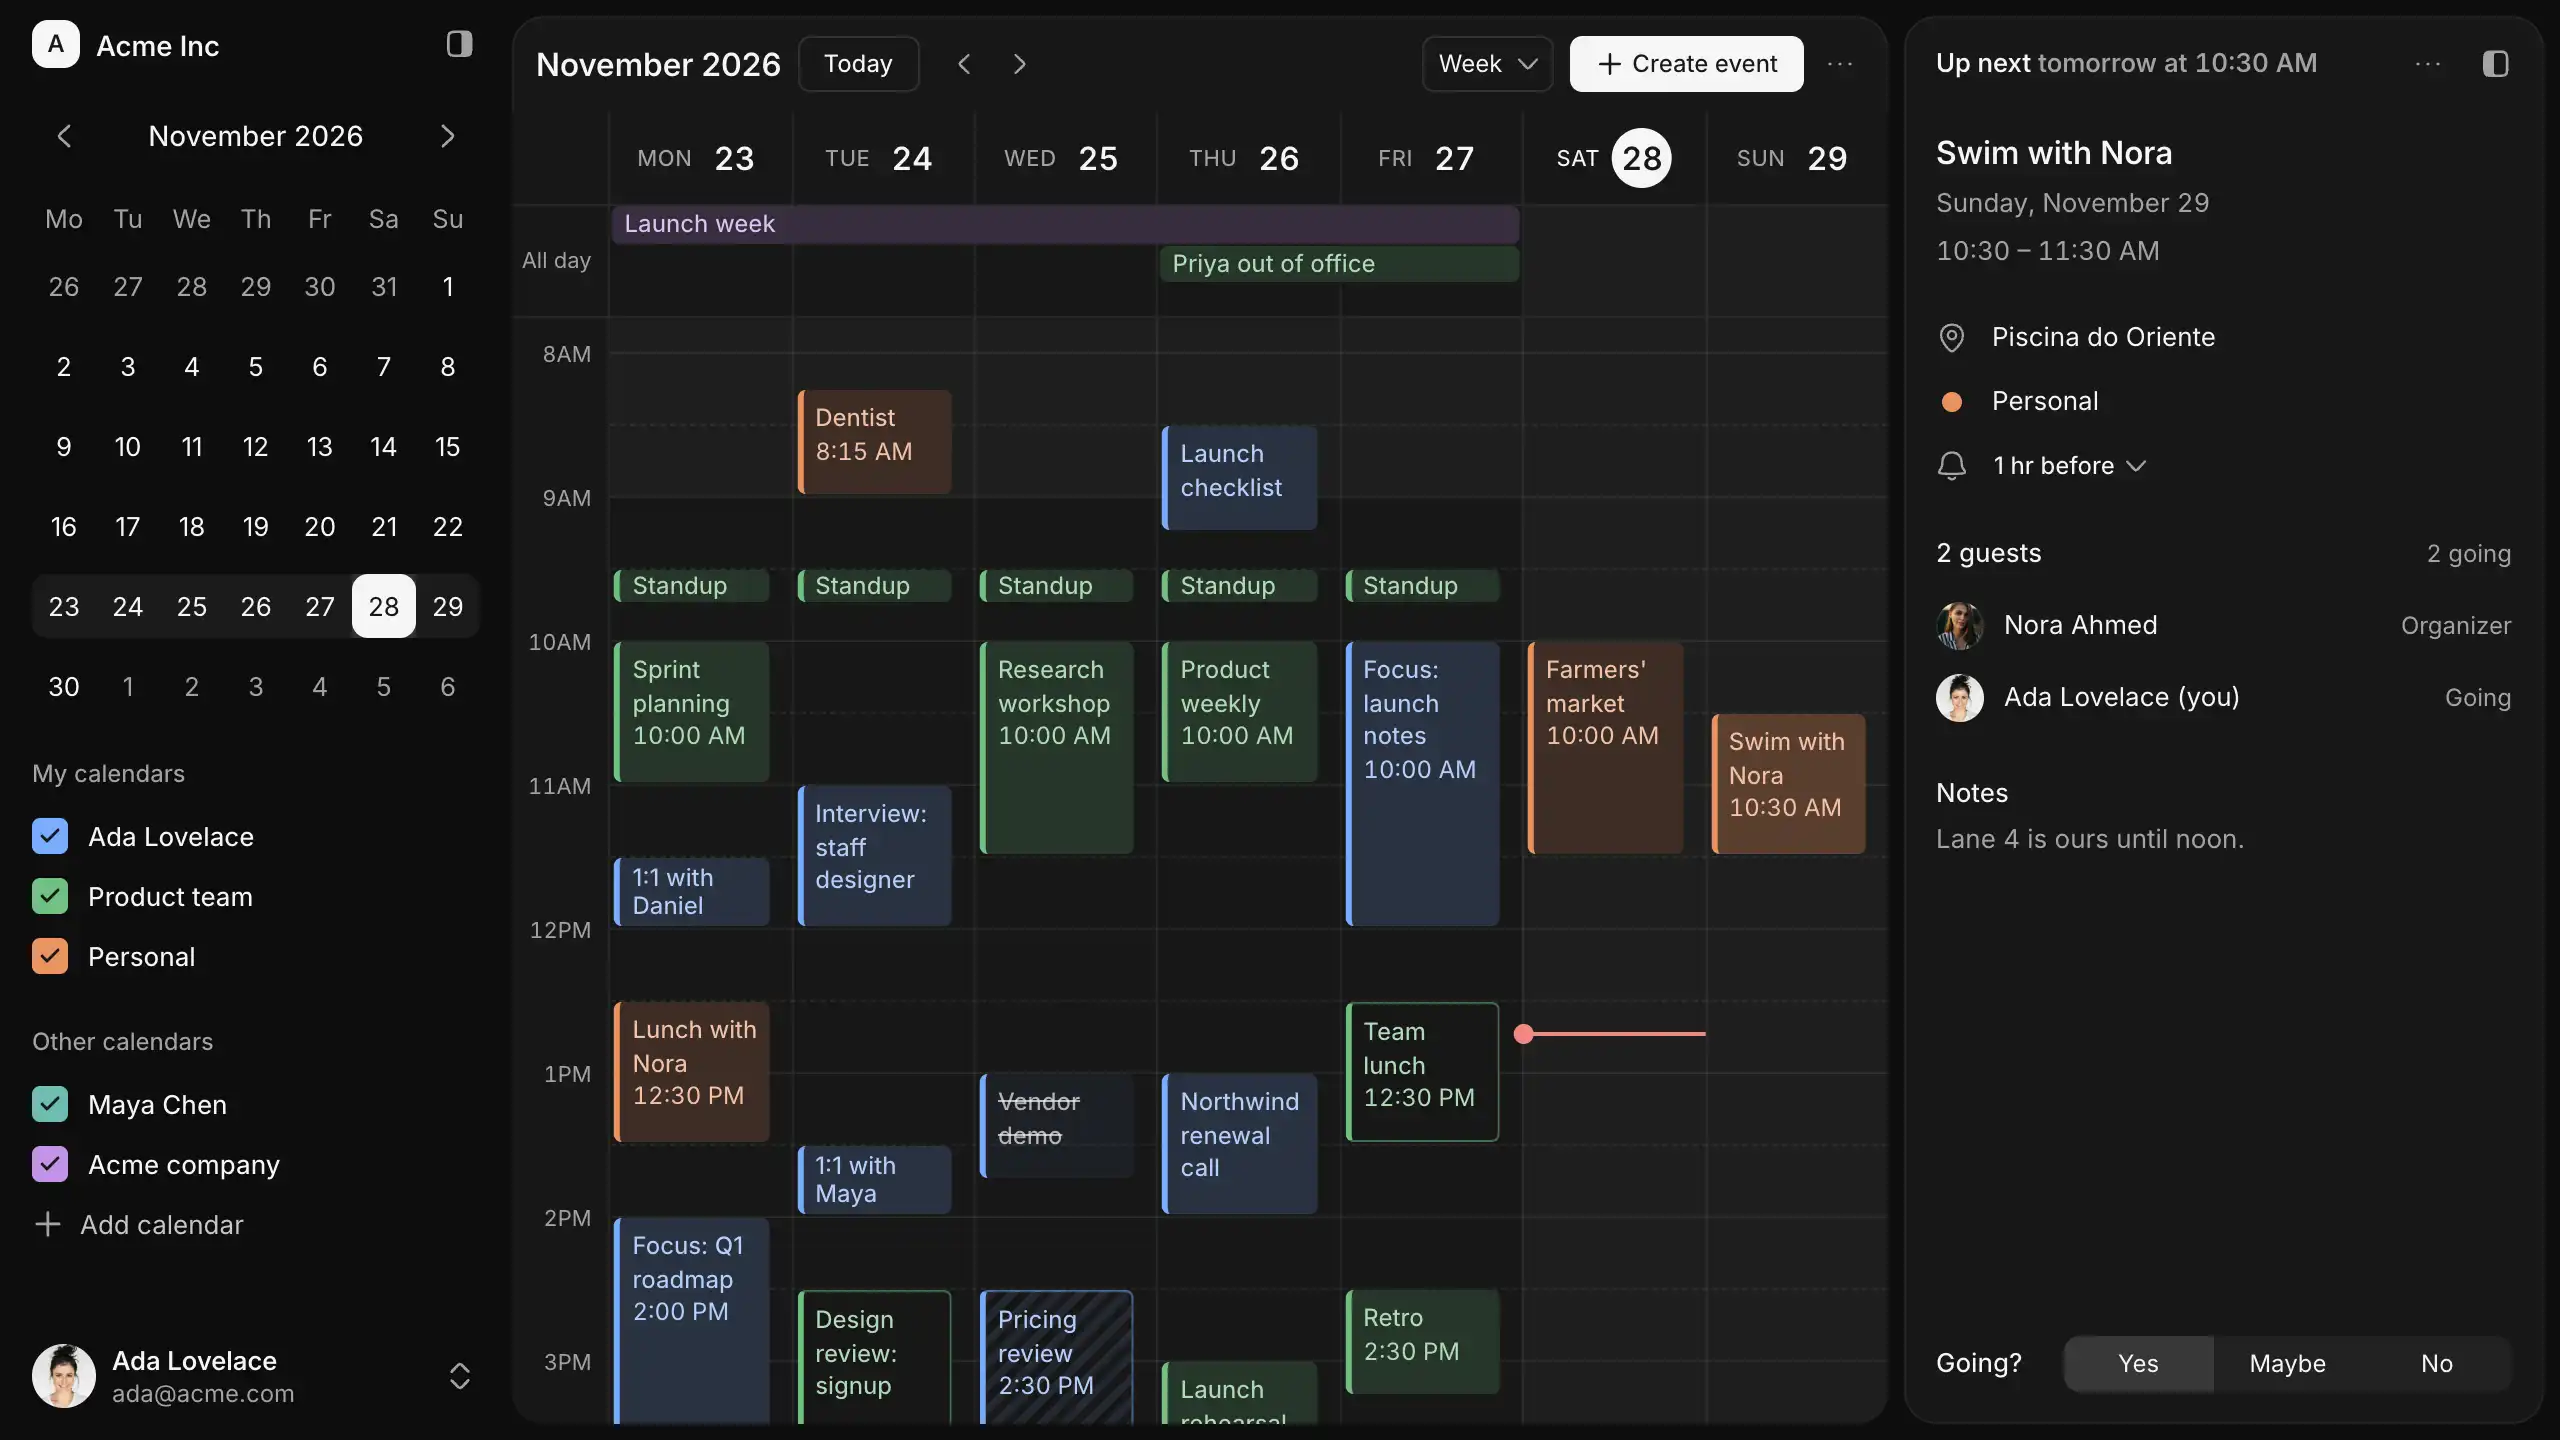 A Acme Inc
November 2026
Mo Tu We Th Fr Sa Su
26 27 28 29 30 31 1
2 3 4 5 6 7 8
9 10 11 12 13 14 15
16 17 18 19 20 21 22
23 24 25 26 27 28 29
30 1 2 3 4 5 6
My calendars
Ada Lovelace
Product team
Personal
Other calendars
Maya Chen
Acme company
Add calendar
Ada Lovelace
ada@acme.com
November 2026 Today Week Create event
MON 23 TUE 24 WED 25 THU 26 FRI 27 SAT 28 SUN 29
All day
Launch week
Priya out of office
8AM
9AM
10AM
11AM
12PM
1PM
2PM
3PM
Standup
Sprint
planning
10:00 AM
1:1 with
Daniel
Lunch with
Nora
12:30 PM
Focus: Q1
roadmap
2:00 PM
Dentist
8:15 AM
Standup
Interview:
staff
designer
1:1 with
Maya
Design
review:
signup
Standup
Research
workshop
10:00 AM
Vendor
demo
Pricing
review
2:30 PM
Launch
checklist
Standup
Product
weekly
10:00 AM
Northwind
renewal
call
Launch
rehearsal
Standup
Focus:
launch
notes
10:00 AM
Team
lunch
12:30 PM
Retro
2:30 PM
Farmers'
market
10:00 AM
Swim with
Nora
10:30 AM
Up next tomorrow at 10:30 AM
Swim with Nora
Sunday, November 29
10:30 – 11:30 AM
Piscina do Oriente
Personal
1 hr before
2 guests 2 going
Nora Ahmed Organizer
Ada Lovelace (you) Going
Notes
Lane 4 is ours until noon.
Going? Yes Maybe No